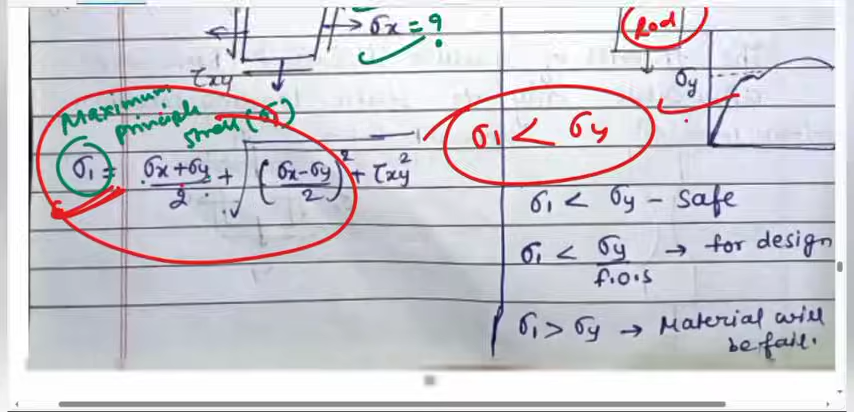 σx = ?
τxy
Maximum
principle
stress (σ)
σ1 = σx+σy/2 + √(σx-σy/2)² + τxy²
Rod
σy
σ1 < σy
σ1 < σy - Safe
σ1 < σy/f.o.s → for design
σ1 > σy → Material will
be fail.